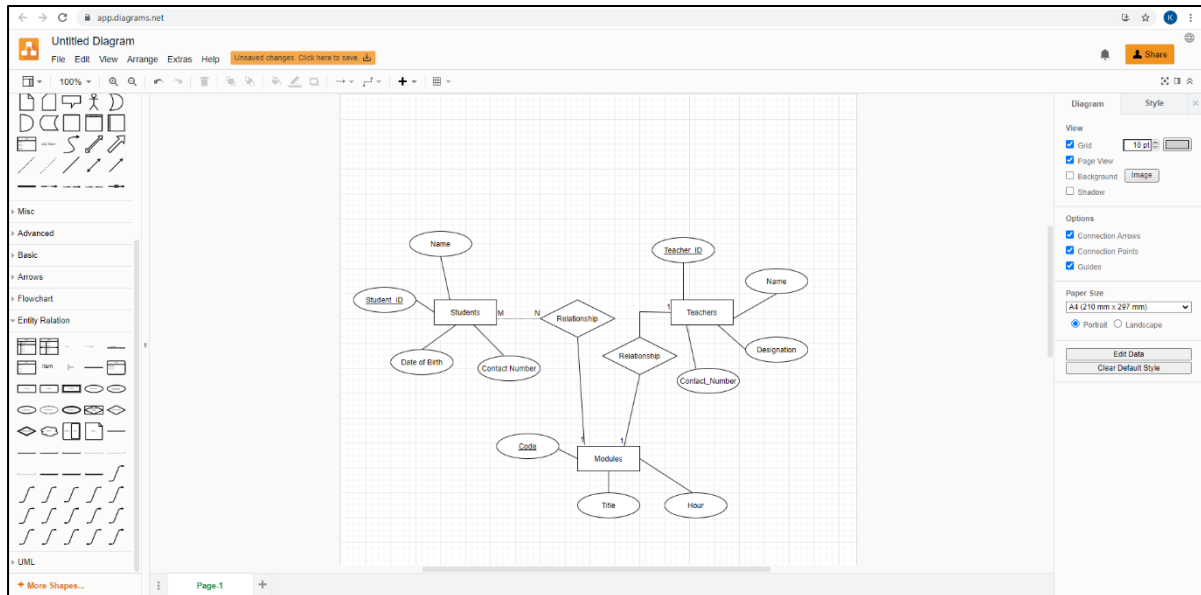 app.diagrams.net
K
Untitled Diagram
File Edit View Arrange Extras Help
Unsaved changes. Click here to save.
Share
100%
Misc
Advanced
Basic
Arrows
Flowchart
Entity Relation
Item
UML
+ More Shapes...
Name
Student_ID
Students
M
N
Relationship
Date of Birth
Contact Number
Teacher_ID
Name
1
Teachers
Relationship
Designation
Contact_Number
1
1
Code
Modules
Title
Hour
Page-1
Diagram
Style
View
Grid
10 pt
Page View
Background
Image
Shadow
Options
Connection Arrows
Connection Points
Guides
Paper Size
A4 (210 mm x 297 mm)
Portrait
Landscape
Edit Data
Clear Default Style